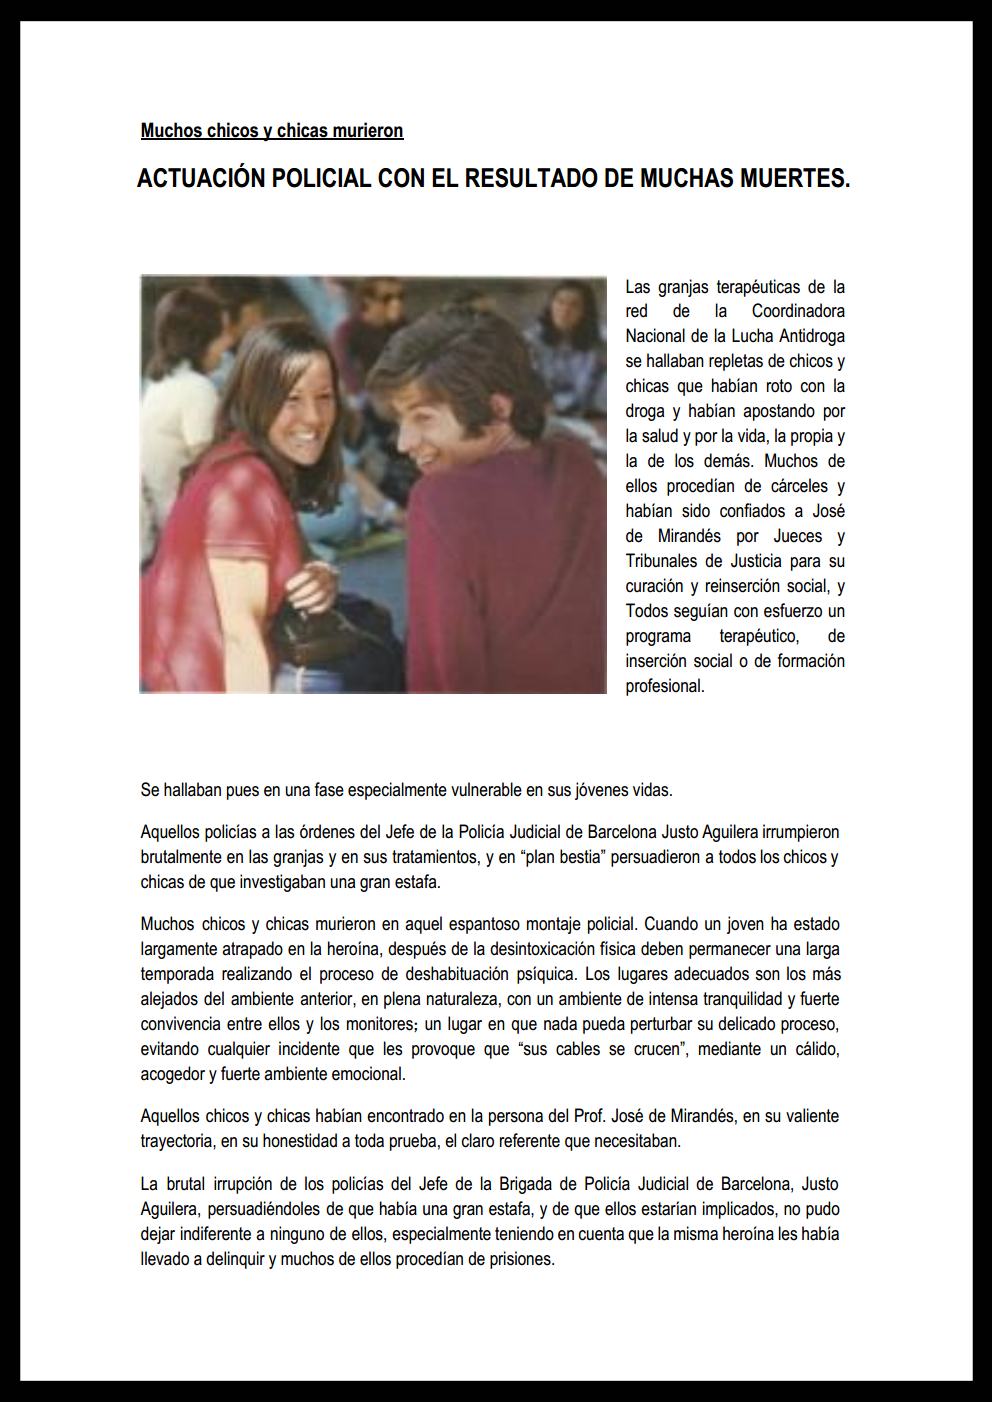 Muchos chicos y chicas murieron
ACTUACIÓN POLICIAL CON EL RESULTADO DE MUCHAS MUERTES.
Las granjas terapéuticas de la
red de la Coordinadora
Nacional de la Lucha Antidroga
se hallaban repletas de chicos y
chicas que habían roto con la
droga y habían apostando por
la salud y por la vida, la propia y
la de los demás. Muchos de
ellos procedían de cárceles y
habían sido confiados a José
de Mirandés por Jueces y
Tribunales de Justicia para su
curación y reinserción social, y
Todos seguían con esfuerzo un
programa terapéutico, de
inserción social o de formación
profesional.
Se hallaban pues en una fase especialmente vulnerable en sus jóvenes vidas.
Aquellos policías a las órdenes del Jefe de la Policía Judicial de Barcelona Justo Aguilera irrumpieron
brutalmente en las granjas y en sus tratamientos, y en “plan bestia” persuadieron a todos los chicos y
chicas de que investigaban una gran estafa.
Muchos chicos y chicas murieron en aquel espantoso montaje policial. Cuando un joven ha estado
largamente atrapado en la heroína, después de la desintoxicación física deben permanecer una larga
temporada realizando el proceso de deshabituación psíquica. Los lugares adecuados son los más
alejados del ambiente anterior, en plena naturaleza, con un ambiente de intensa tranquilidad y fuerte
convivencia entre ellos y los monitores; un lugar en que nada pueda perturbar su delicado proceso,
evitando cualquier incidente que les provoque que “sus cables se crucen”, mediante un cálido,
acogedor y fuerte ambiente emocional.
Aquellos chicos y chicas habían encontrado en la persona del Prof. José de Mirandés, en su valiente
trayectoria, en su honestidad a toda prueba, el claro referente que necesitaban.
La brutal irrupción de los policías del Jefe de la Brigada de Policía Judicial de Barcelona, Justo
Aguilera, persuadiéndoles de que había una gran estafa, y de que ellos estarían implicados, no pudo
dejar indiferente a ninguno de ellos, especialmente teniendo en cuenta que la misma heroína les había
llevado a delinquir y muchos de ellos procedían de prisiones.